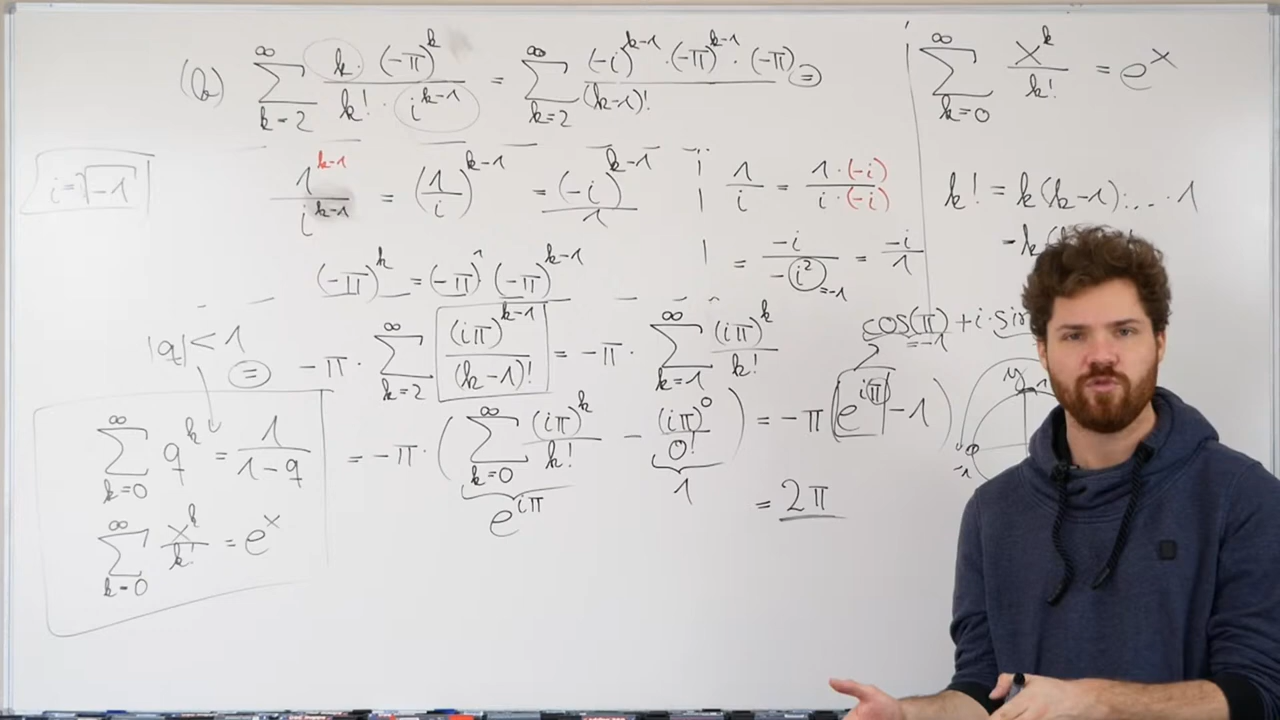 (b) ∑_{k=2}^{∞} k·(-π)^k / (k!·i^{k-1}) = ∑_{k=2}^{∞} (-i)^{k-1}·(-π)^{k-1}·(-π) / (k-1)! =
∑_{k=0}^{∞} x^k / k! = e^x
i=√-1
1^{k-1} / i^{k-1} = (1/i)^{k-1} = (-i)^{k-1} / 1
1/i = 1·(-i) / i·(-i)
= -i / -i² = -i / 1
=-1
k! = k(k-1)·...·1
(-π)^k = (-π)^1 (-π)^{k-1}
|q| < 1
= -π · ∑_{k=2}^{∞} (iπ)^{k-1} / (k-1)! = -π · ∑_{k=1}^{∞} (iπ)^k / k!
cos(π) + i·sin
=-1
∑_{k=0}^{∞} q^k = 1 / (1-q)
= -π · (∑_{k=0}^{∞} (iπ)^k / k! - (iπ)^0 / 0!) = -π (e^{iπ} - 1)
e^{iπ}
1
= 2π
∑_{k=0}^{∞} x^k / k! = e^x